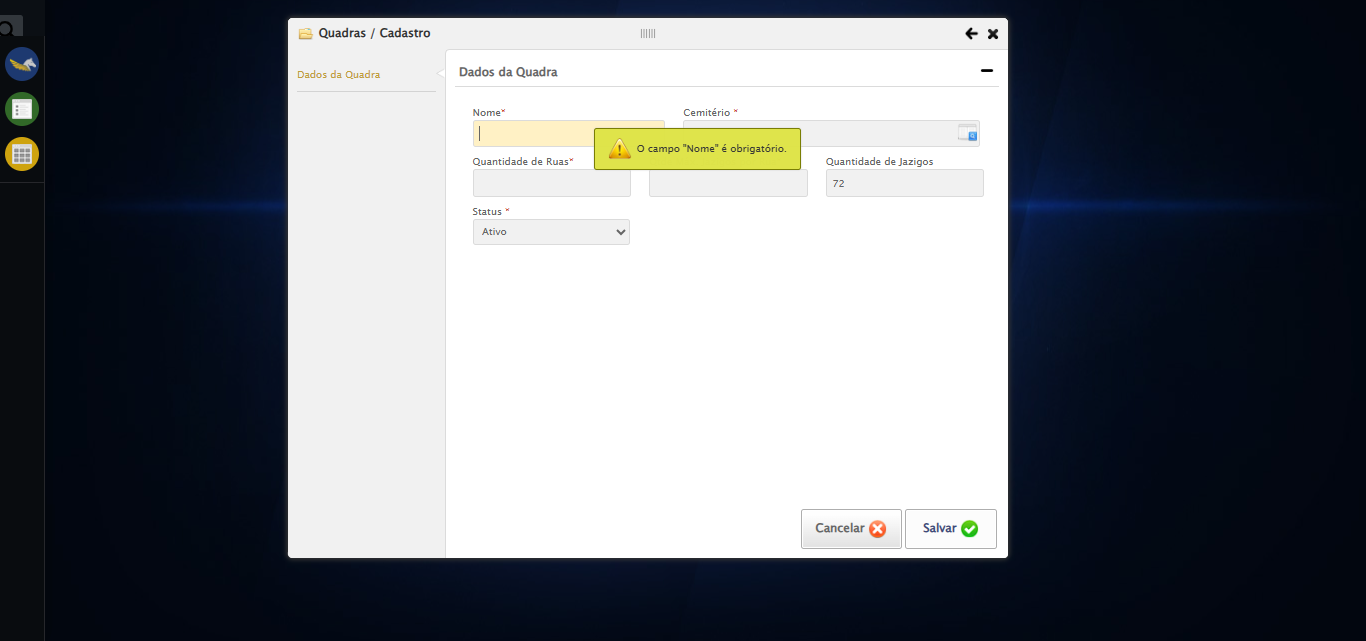 Quadras / Cadastro
Dados da Quadra
Dados da Quadra
Nome*
Cemitério *
O campo "Nome" é obrigatório.
Quantidade de Ruas*
Quantidade de Jazigos
72
Status *
Ativo
Cancelar
Salvar